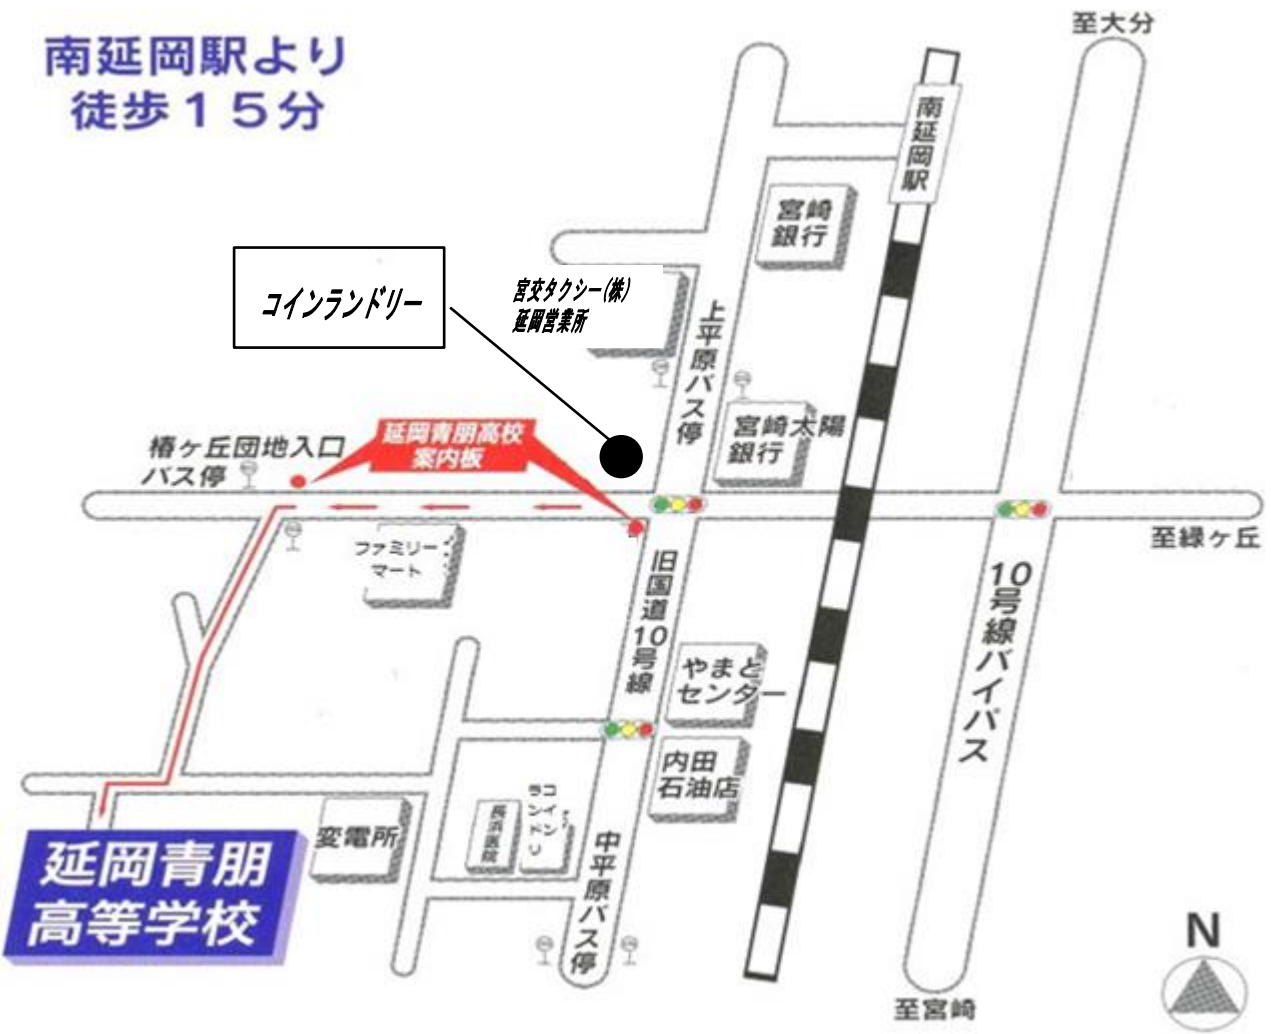 南延岡駅より
徒歩15分
至大分
南延岡駅
宮崎
銀行
コインランドリー
宮交タクシー(株)
延岡営業所
上平原バス停
宮崎太陽
銀行
延岡青朋高校
案内板
椿ヶ丘団地入口
バス停
至緑ヶ丘
ファミリー
マート
旧国道10号線
10号線バイパス
やまと
センター
内田
石油店
コイン
ランドリ
長浜医院
変電所
中平原バス停
延岡青朋
高等学校
N
至宮崎